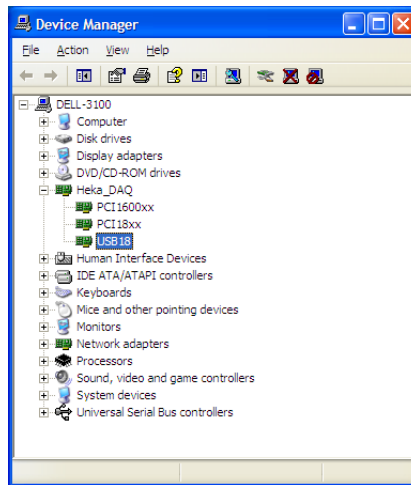 Device Manager
File Action View Help
DELL-3100
Computer
Disk drives
Display adapters
DVD/CD-ROM drives
Heka_DAQ
PCI1600xx
PCI18xx
USB18
Human Interface Devices
IDE ATA/ATAPI controllers
Keyboards
Mice and other pointing devices
Monitors
Network adapters
Processors
Sound, video and game controllers
System devices
Universal Serial Bus controllers